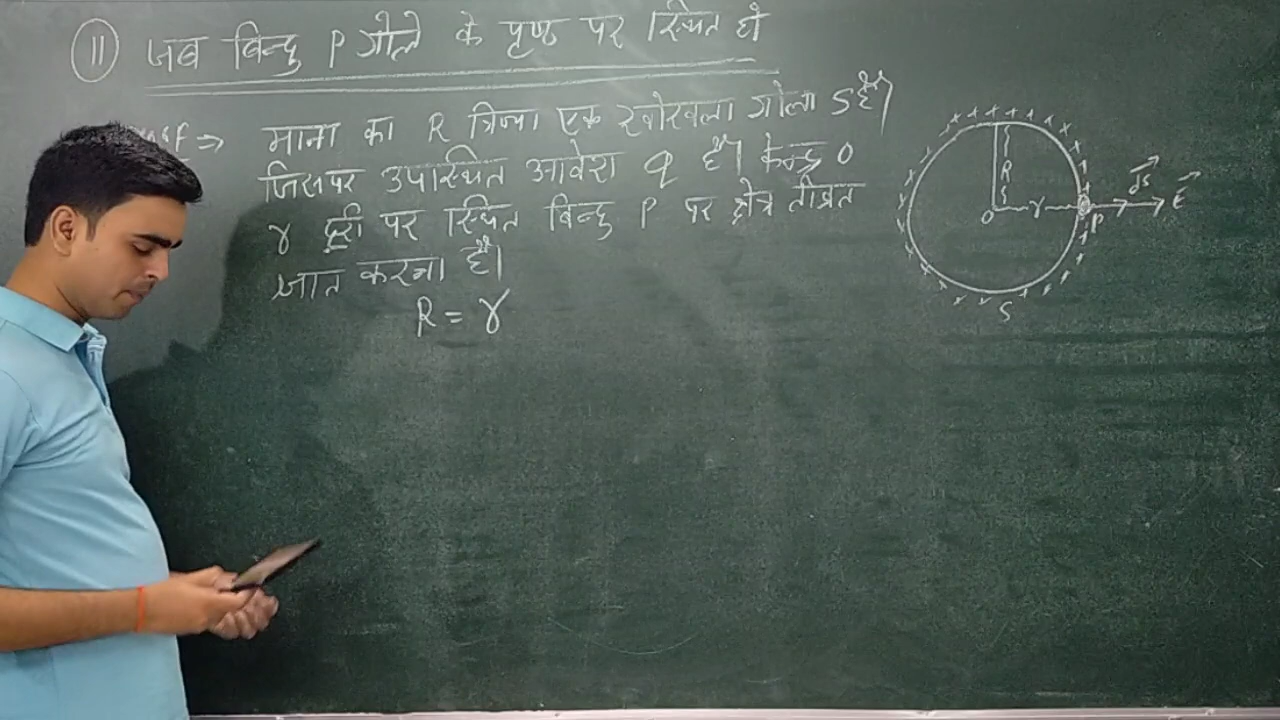 (II) जब बिन्दु P गोले के पृष्ठ पर स्थित हो
⇒ माना का R त्रिज्या एक खोखला गोला S है।
जिसपर उपस्थित आवेश q है। केन्द्र O
r दूरी पर स्थित बिन्दु P पर क्षेत्र तीव्रत
ज्ञात करना है।
R = r
+ + + + + + + +
R
O r P
ds E
S